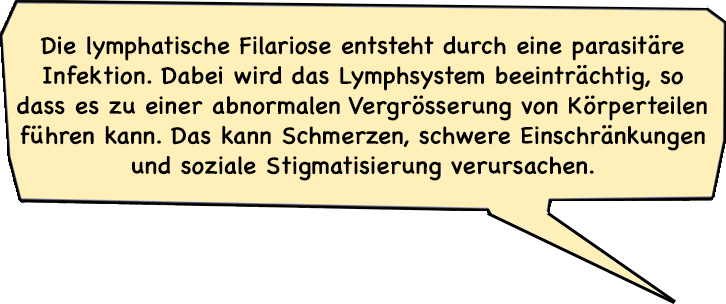 Die lymphatische Filariose entsteht durch eine parasitäre
Infektion. Dabei wird das Lymphsystem beeinträchtig, so
dass es zu einer abnormalen Vergrösserung von Körperteilen
führen kann. Das kann Schmerzen, schwere Einschränkungen
und soziale Stigmatisierung verursachen.